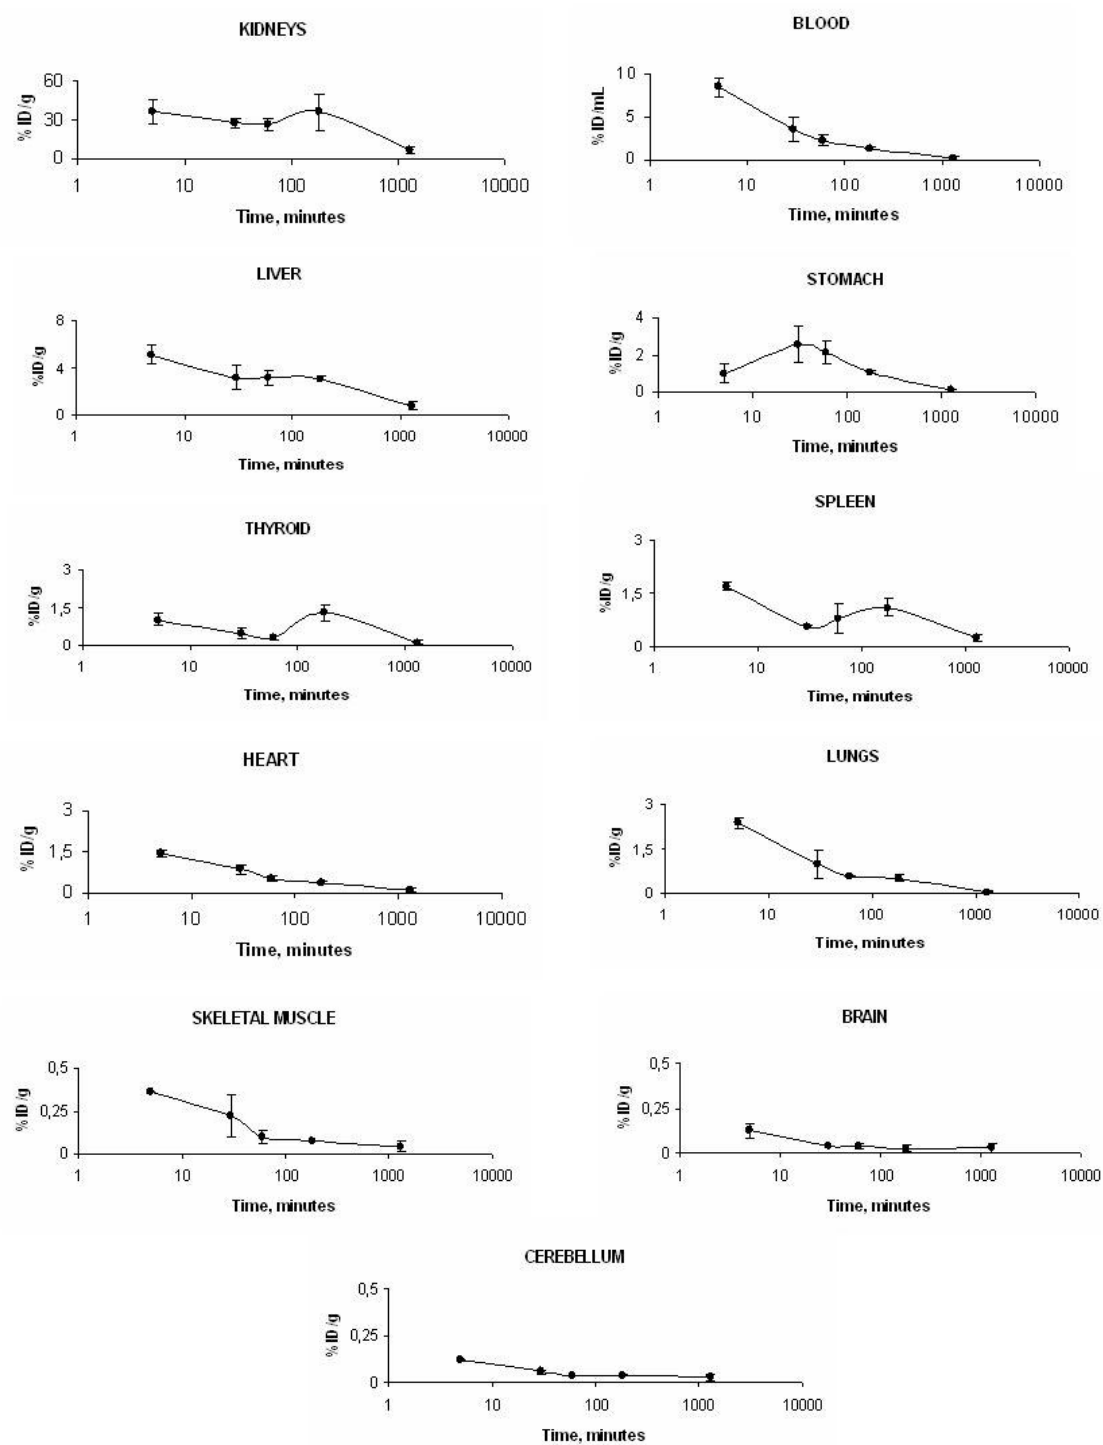 KIDNEYS
60
30
0
% ID/g
1 10 100 1000 10000
Time, minutes
BLOOD
10
5
0
% ID/mL
1 10 100 1000 10000
Time, minutes
LIVER
8
4
0
%ID/g
1 10 100 1000 10000
Time, minutes
STOMACH
4
2
0
%ID/g
1 10 100 1000 10000
Time, minutes
THYROID
3
1,5
0
%ID/g
1 10 100 1000 10000
Time, minutes
SPLEEN
3
1,5
0
%ID/g
1 10 100 1000 10000
Time, minutes
HEART
3
1,5
0
% ID/g
1 10 100 1000 10000
Time, minutes
LUNGS
3
1,5
0
%ID/g
1 10 100 1000 10000
Time, minutes
SKELETAL MUSCLE
0,5
0,25
0
% ID/g
1 10 100 1000 10000
Time, minutes
BRAIN
0,5
0,25
0
% ID/g
1 10 100 1000 10000
Time, minutes
CEREBELLUM
0,5
0,25
0
% ID/g
1 10 100 1000 10000
Time, minutes